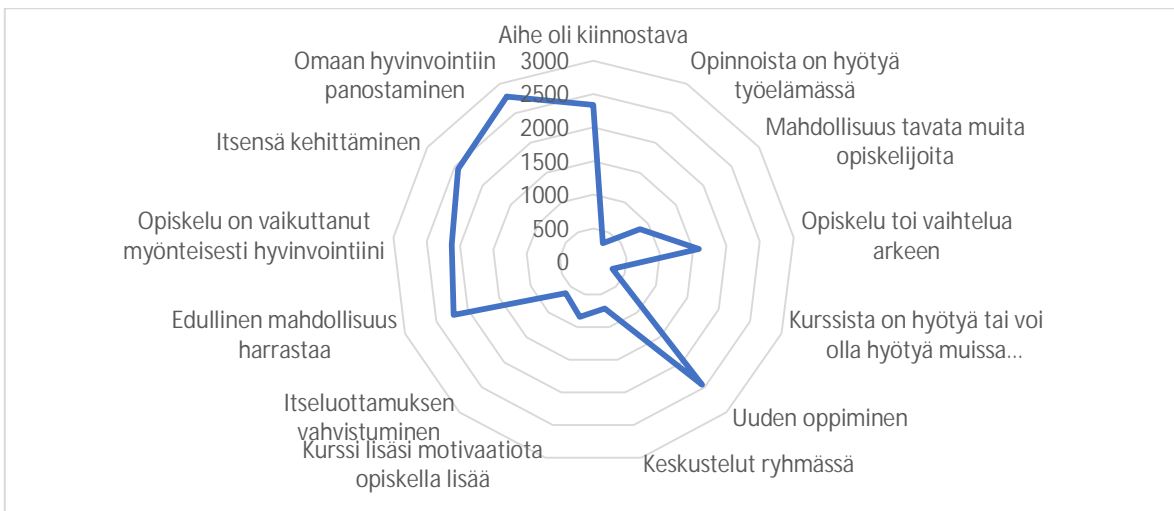 Aihe oli kiinnostava
Opinnoista on hyötyä
työelämässä
Mahdollisuus tavata muita
opiskelijoita
Opiskelu toi vaihtelua
arkeen
Kurssista on hyötyä tai voi
olla hyötyä muissa...
Uuden oppiminen
Keskustelut ryhmässä
Kurssi lisäsi motivaatiota
opiskella lisää
Itseluottamuksen
vahvistuminen
Edullinen mahdollisuus
harrastaa
Opiskelu on vaikuttanut
myönteisesti hyvinvointiini
Itsensä kehittäminen
Omaan hyvinvointiin
panostaminen
3000
2500
2000
1500
1000
500
0